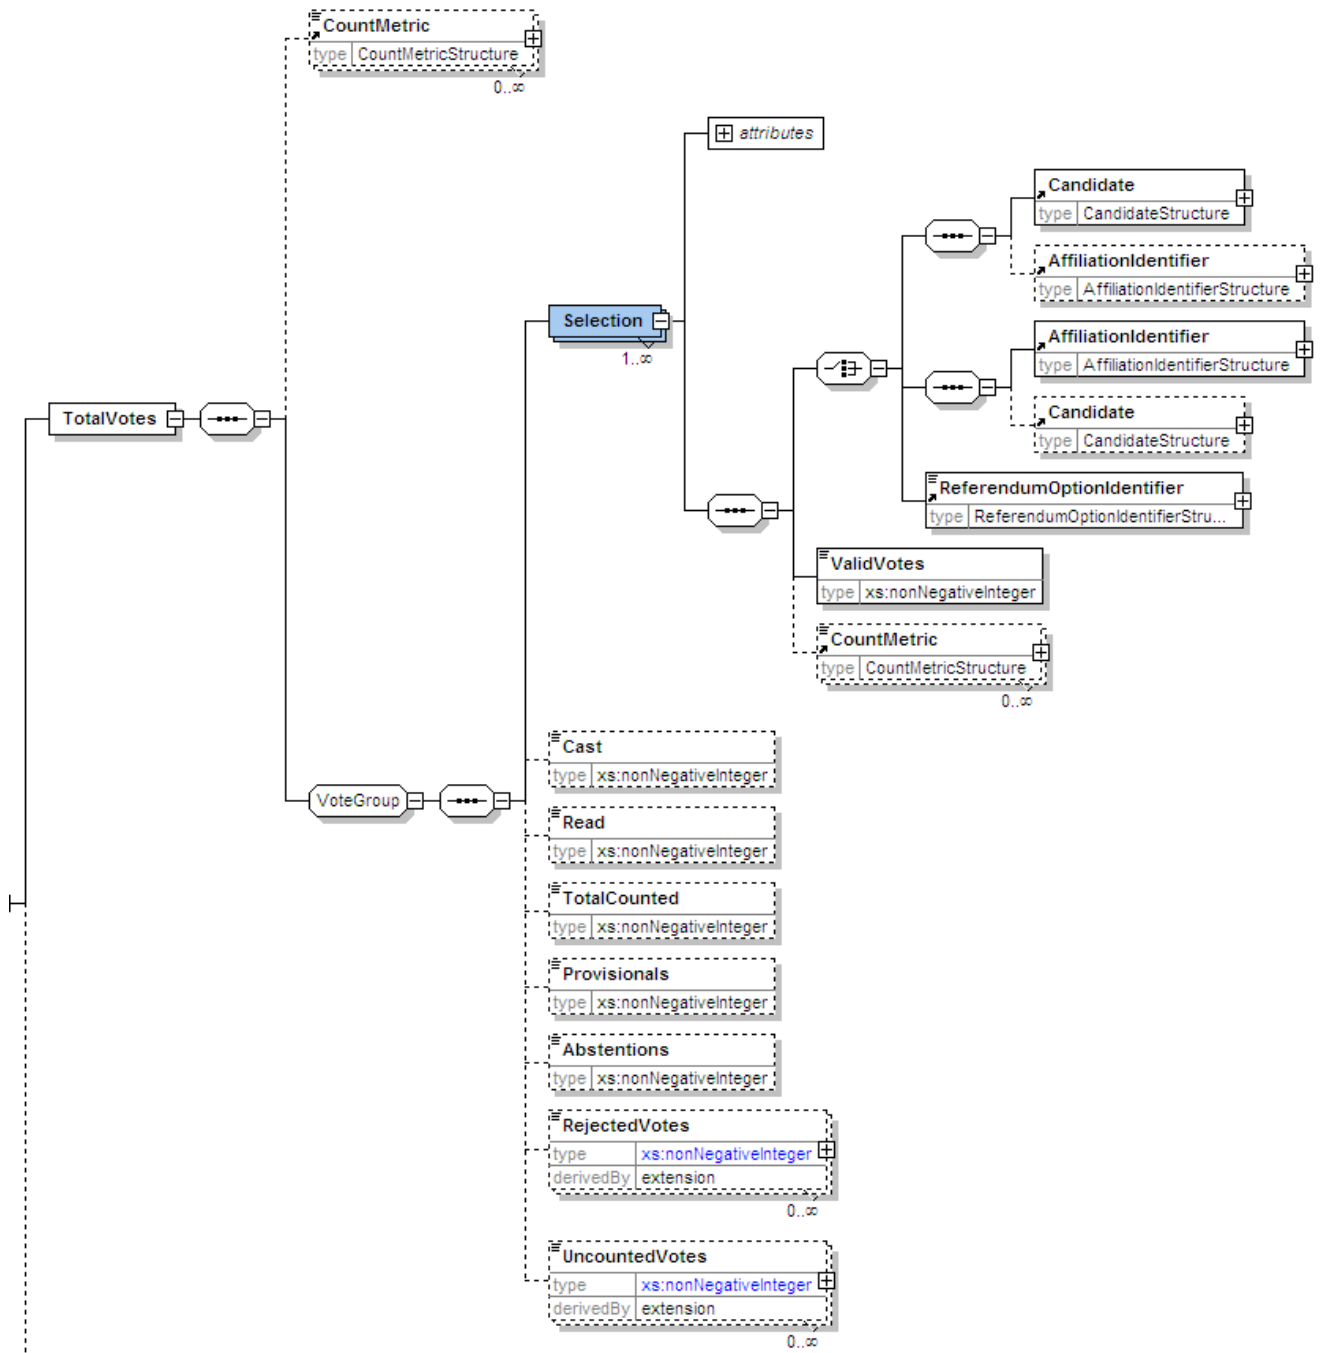 CountMetric
type CountMetricStructure
0..∞
attributes
Candidate
type CandidateStructure
AffiliationIdentifier
type AffiliationIdentifierStructure
Selection
1..∞
AffiliationIdentifier
type AffiliationIdentifierStructure
TotalVotes
Candidate
type CandidateStructure
ReferendumOptionIdentifier
type ReferendumOptionIdentifierStru...
ValidVotes
type xs:nonNegativeInteger
CountMetric
type CountMetricStructure
0..∞
VoteGroup
Cast
type xs:nonNegativeInteger
Read
type xs:nonNegativeInteger
TotalCounted
type xs:nonNegativeInteger
Provisionals
type xs:nonNegativeInteger
Abstentions
type xs:nonNegativeInteger
RejectedVotes
type xs:nonNegativeInteger
derivedBy extension
0..∞
UncountedVotes
type xs:nonNegativeInteger
derivedBy extension
0..∞